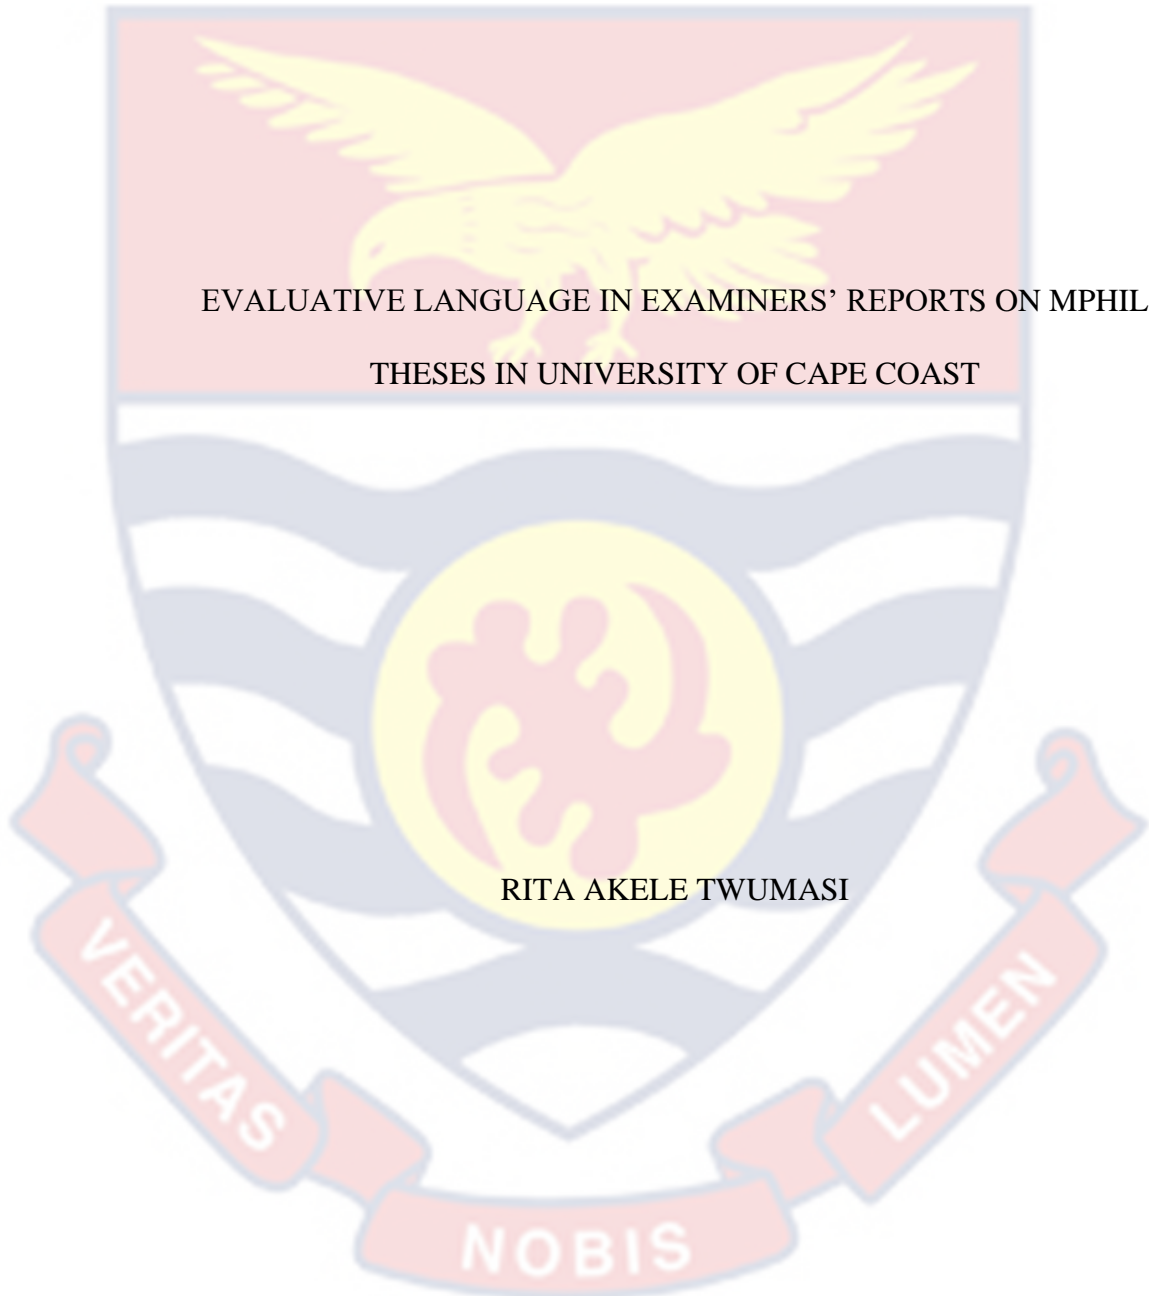 EVALUATIVE LANGUAGE IN EXAMINERS’ REPORTS ON MPHIL
THESES IN UNIVERSITY OF CAPE COAST
RITA AKELE TWUMASI
VERITAS
NOBIS
LUMEN